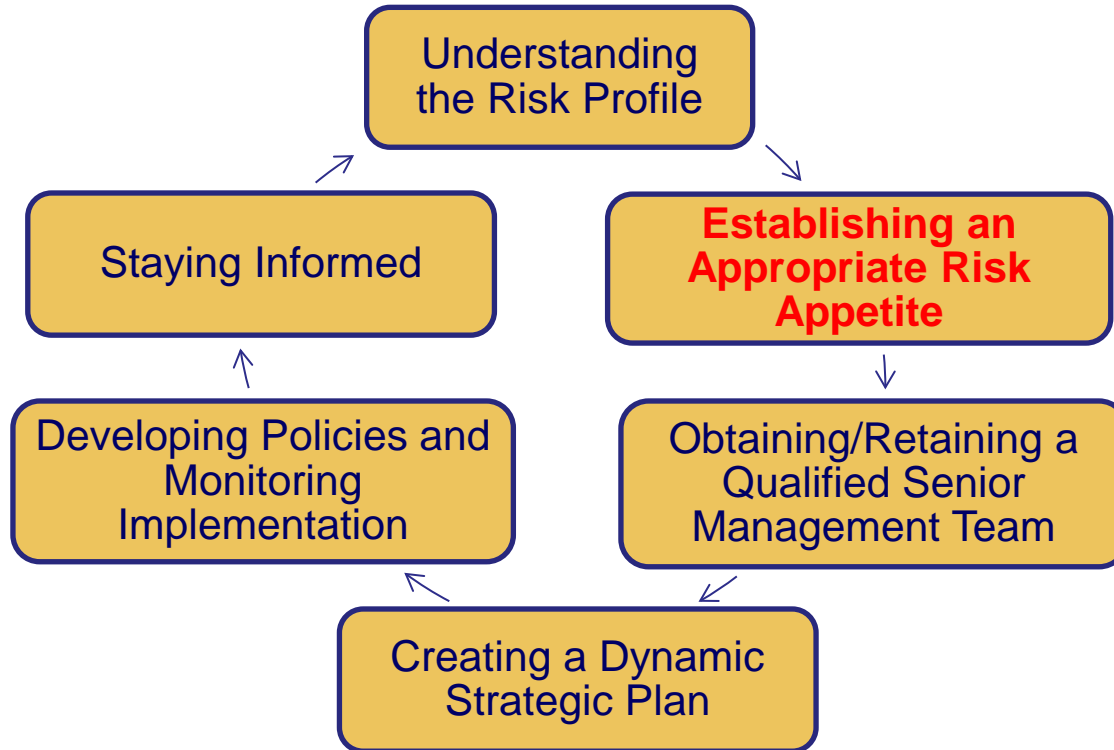 Understanding
the Risk Profile
Establishing an
Appropriate Risk
Appetite
Obtaining/Retaining a
Qualified Senior
Management Team
Creating a Dynamic
Strategic Plan
Developing Policies and
Monitoring
Implementation
Staying Informed